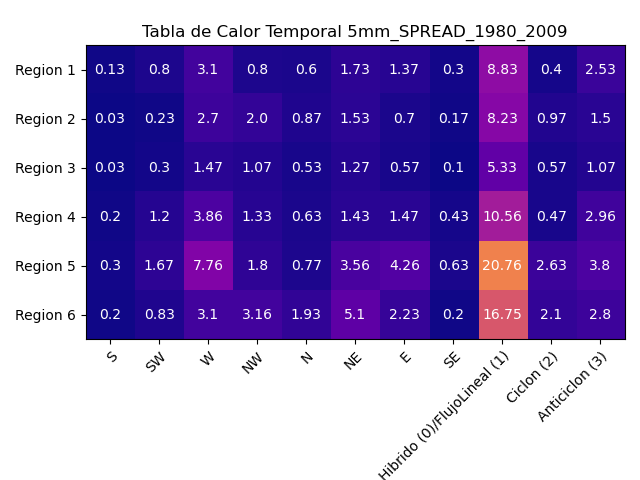 Tabla de Calor Temporal 5mm_SPREAD_1980_2009
Region 1 0.13 0.8 3.1 0.8 0.6 1.73 1.37 0.3 8.83 0.4 2.53
Region 2 0.03 0.23 2.7 2.0 0.87 1.53 0.7 0.17 8.23 0.97 1.5
Region 3 0.03 0.3 1.47 1.07 0.53 1.27 0.57 0.1 5.33 0.57 1.07
Region 4 0.2 1.2 3.86 1.33 0.63 1.43 1.47 0.43 10.56 0.47 2.96
Region 5 0.3 1.67 7.76 1.8 0.77 3.56 4.26 0.63 20.76 2.63 3.8
Region 6 0.2 0.83 3.1 3.16 1.93 5.1 2.23 0.2 16.75 2.1 2.8
S SW W NW N NE E SE Hibrido (0)/FlujoLineal (1) Ciclon (2) Anticiclon (3)